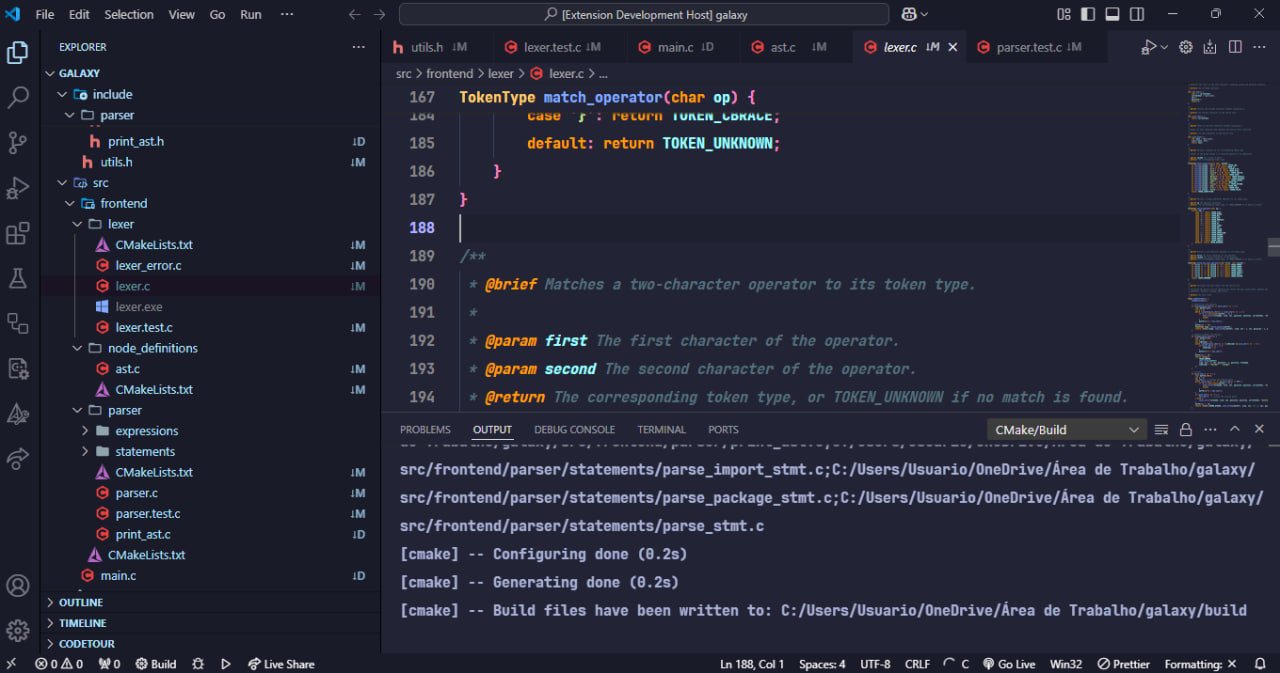 File Edit Selection View Go Run ··· [Extension Development Host] galaxy
EXPLORER ···
GALAXY
include
parser
print_ast.h ↓D
utils.h ↓M
src
frontend
lexer
CMakeLists.txt ↓M
lexer_error.c ↓M
lexer.c ↓M
lexer.exe
lexer.test.c ↓M
node_definitions
ast.c ↓M
CMakeLists.txt ↓M
parser
expressions
statements
CMakeLists.txt ↓M
parser.c ↓M
parser.test.c ↓M
print_ast.c ↓D
CMakeLists.txt
main.c ↓D
OUTLINE
TIMELINE
CODETOUR
utils.h ↓M lexer.test.c ↓M main.c ↓D ast.c ↓M lexer.c ↓M parser.test.c ↓M
src > frontend > lexer > lexer.c > ...
167 TokenType match_operator(char op) {
184 case '}': return TOKEN_CBRACE;
185 default: return TOKEN_UNKNOWN;
186 }
187 }
188
189 /**
190 * @brief Matches a two-character operator to its token type.
191 *
192 * @param first The first character of the operator.
193 * @param second The second character of the operator.
194 * @return The corresponding token type, or TOKEN_UNKNOWN if no match is found.
PROBLEMS OUTPUT DEBUG CONSOLE TERMINAL PORTS CMake/Build
src/frontend/parser/statements/parse_import_stmt.c;C:/Users/Usuario/OneDrive/Área de Trabalho/galaxy/
src/frontend/parser/statements/parse_package_stmt.c;C:/Users/Usuario/OneDrive/Área de Trabalho/galaxy/
src/frontend/parser/statements/parse_stmt.c
[cmake] -- Configuring done (0.2s)
[cmake] -- Generating done (0.2s)
[cmake] -- Build files have been written to: C:/Users/Usuario/OneDrive/Área de Trabalho/galaxy/build
0 0 0 Build Live Share Ln 188, Col 1 Spaces: 4 UTF-8 CRLF C Go Live Win32 Prettier Formatting: ×